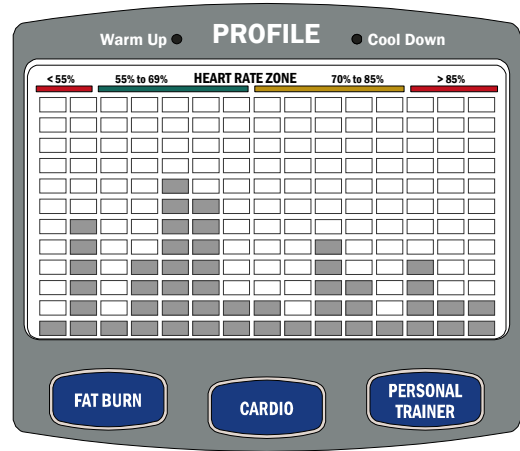 PROFILE
Warm Up
Cool Down
< 55%
55% to 69%
HEART RATE ZONE
70% to 85%
> 85%
FAT BURN
CARDIO
PERSONAL
TRAINER